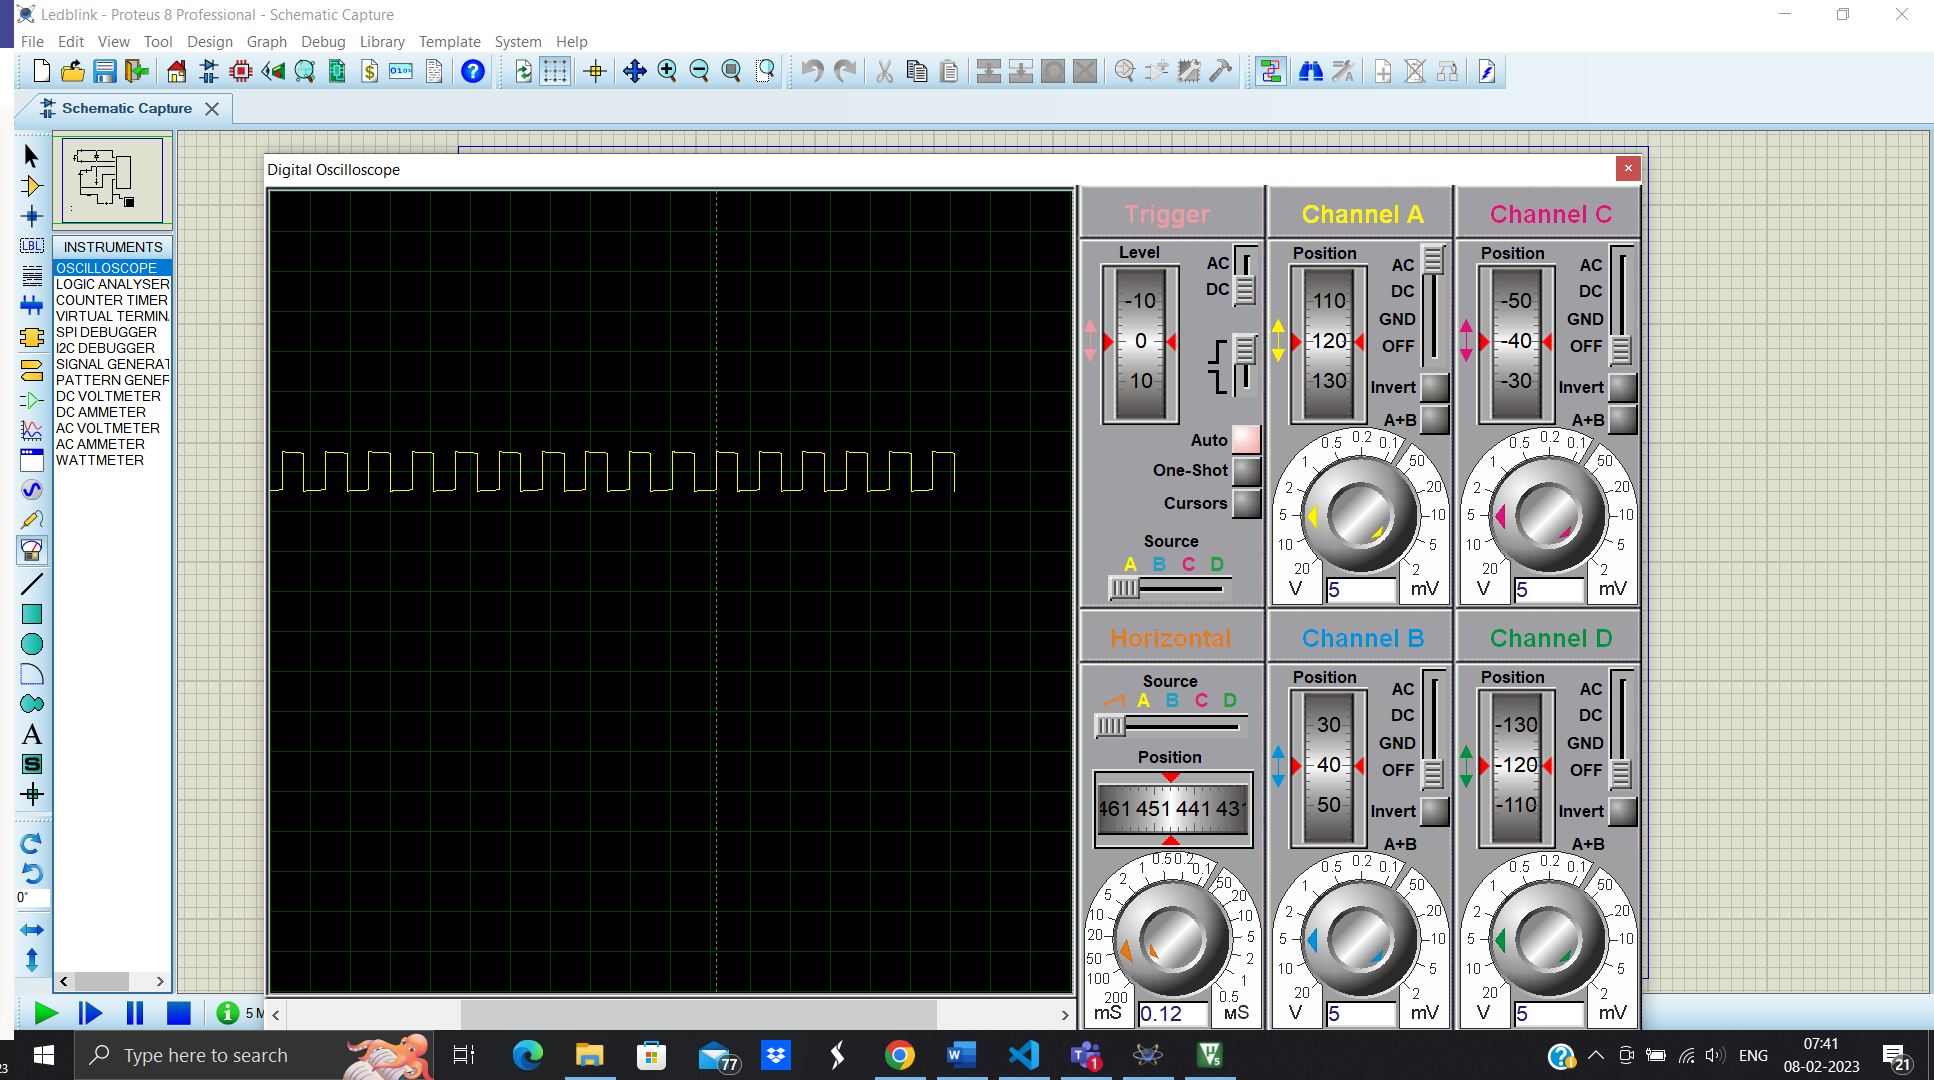 Ledblink - Proteus 8 Professional - Schematic Capture
File Edit View Tool Design Graph Debug Library Template System Help
Schematic Capture
INSTRUMENTS
OSCILLOSCOPE
LOGIC ANALYSER
COUNTER TIMER
VIRTUAL TERMIN
SPI DEBUGGER
I2C DEBUGGER
SIGNAL GENERAT
PATTERN GENER
DC VOLTMETER
DC AMMETER
AC VOLTMETER
AC AMMETER
WATTMETER
LBL
A
S
0°
Digital Oscilloscope
Trigger
Level
-10
0
10
AC
DC
Auto
One-Shot
Cursors
Source
A B C D
Channel A
Position
110
120
130
AC
DC
GND
OFF
Invert
A+B
20 10 5 2 1 0.5 0.2 0.1 50 20 10 5 2
V 5 mV
Channel C
Position
-50
-40
-30
AC
DC
GND
OFF
Invert
A+B
20 10 5 2 1 0.5 0.2 0.1 50 20 10 5 2
V 5 mV
Horizontal
Source
A B C D
Position
461 451 441 431
200 100 50 20 10 5 2 1 0.5 0.2 0.1 50 20 10 5 2 1 0.5
mS 0.12 µS
Channel B
Position
30
40
50
AC
DC
GND
OFF
Invert
A+B
20 10 5 2 1 0.5 0.2 0.1 50 20 10 5 2
V 5 mV
Channel D
Position
-130
-120
-110
AC
DC
GND
OFF
Invert
A+B
20 10 5 2 1 0.5 0.2 0.1 50 20 10 5 2
V 5 mV
5 M
Type here to search
77
1
ENG
07:41
08-02-2023
21